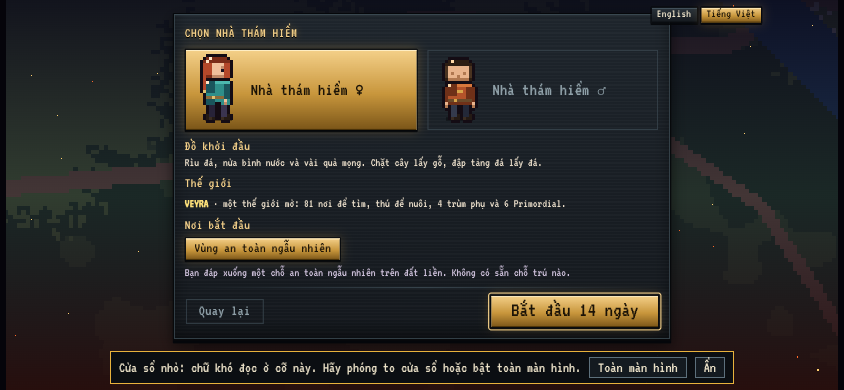 English
Tiếng Việt
CHỌN NHÀ THÁM HIỂM
Nhà thám hiểm ♀
Nhà thám hiểm ♂
Đồ khởi đầu
Rìu đá, nửa bình nước và vài quả mọng. Chặt cây lấy gỗ, đập tảng đá lấy đá.
Thế giới
VEYRA · một thế giới mở: 81 nơi để tìm, thú để nuôi, 4 trùm phụ và 6 Primordial.
Nơi bắt đầu
Vùng an toàn ngẫu nhiên
Bạn đáp xuống một chỗ an toàn ngẫu nhiên trên đất liền. Không có sẵn chỗ trú nào.
Quay lại
Bắt đầu 14 ngày
Cửa sổ nhỏ: chữ khó đọc ở cỡ này. Hãy phóng to cửa sổ hoặc bật toàn màn hình.
Toàn màn hình
Ẩn